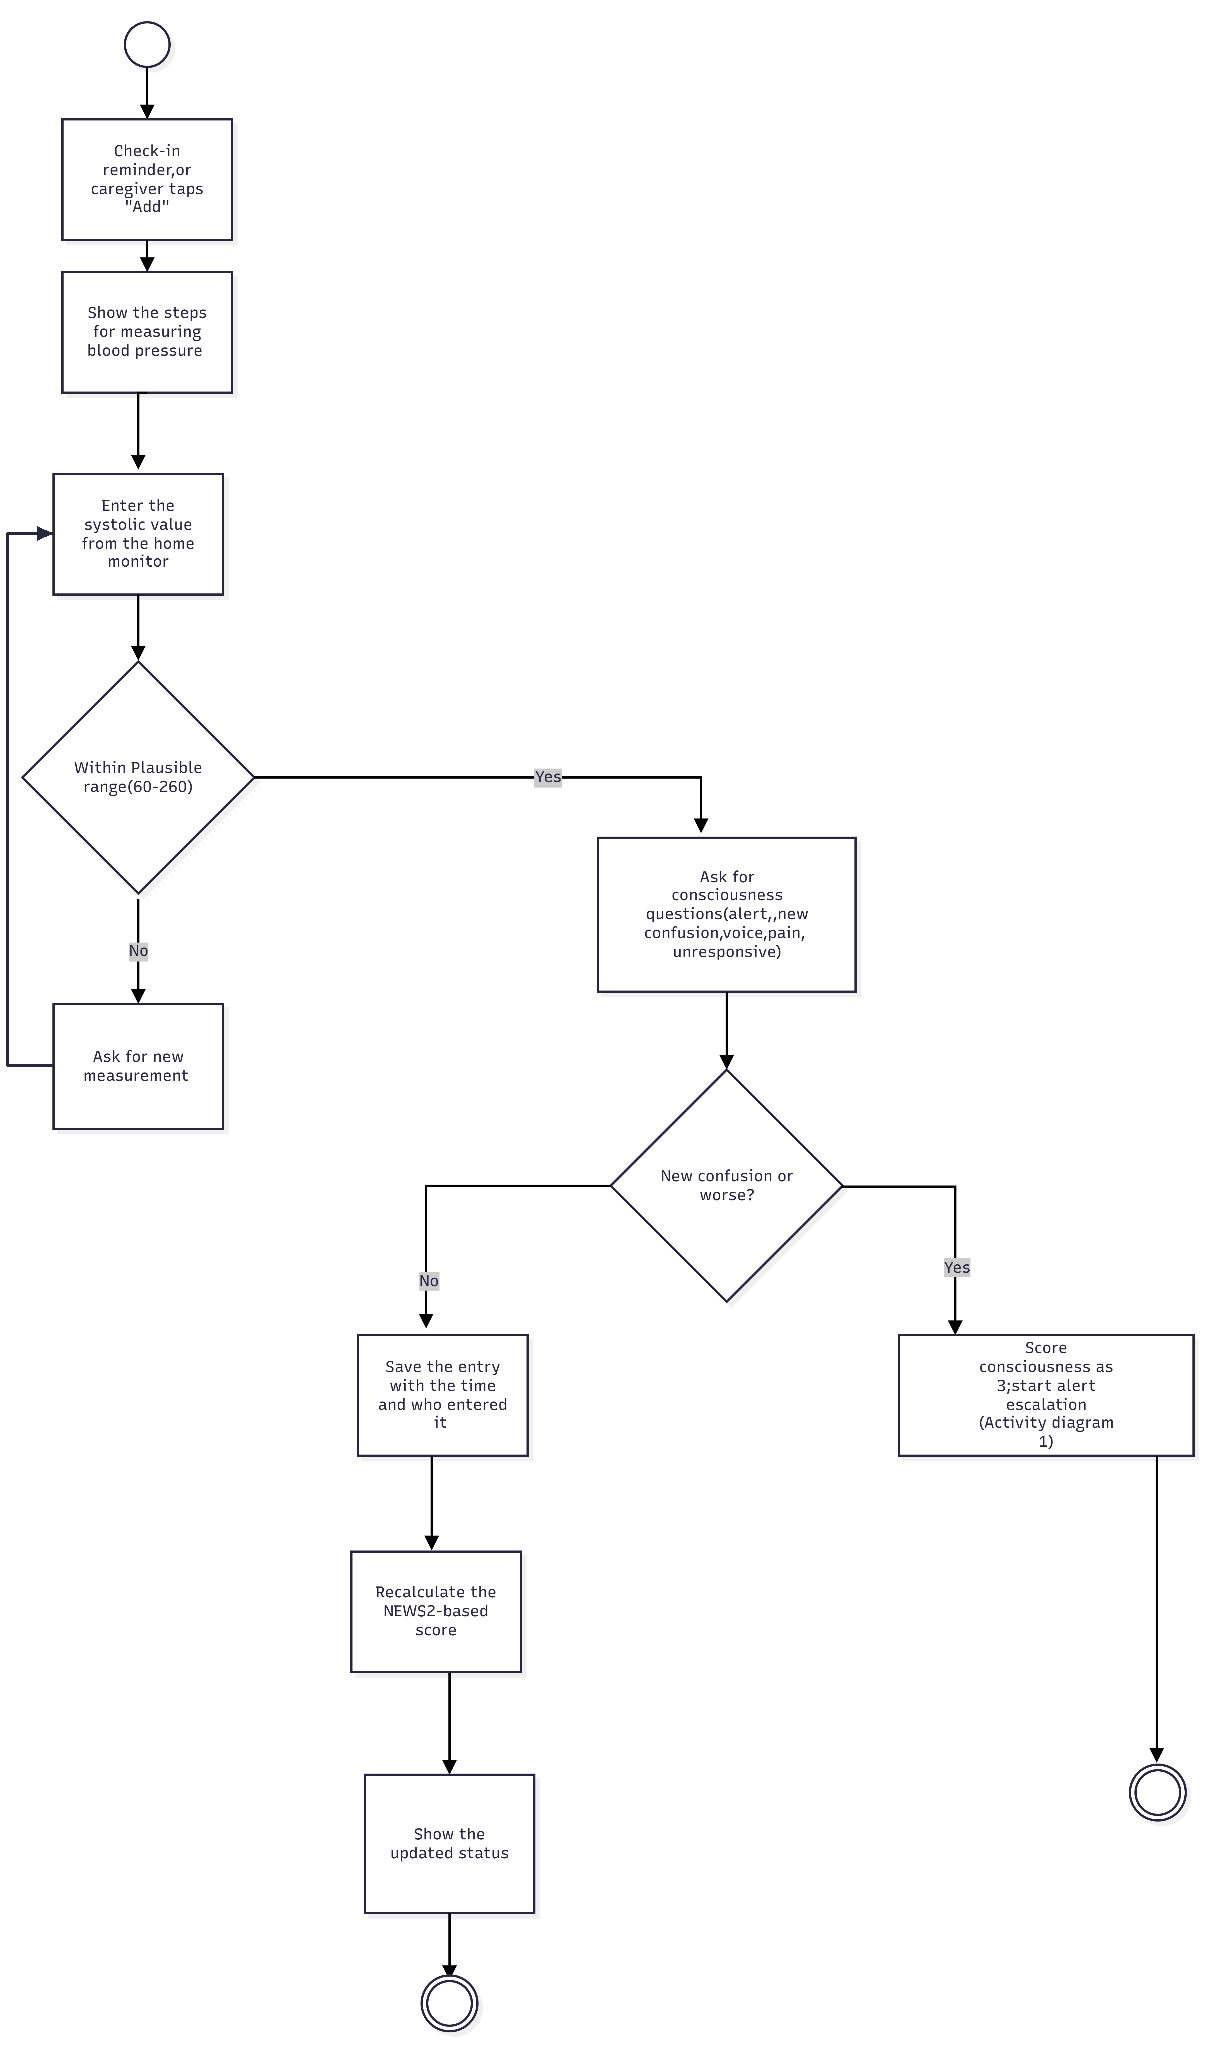 Check-in
reminder,or
caregiver taps
"Add"
Show the steps
for measuring
blood pressure
Enter the
systolic value
from the home
monitor
Within Plausible
range(60-260)
Yes
No
Ask for new
measurement
Ask for
consciousness
questions(alert,,new
confusion,voice,pain,
unresponsive)
New confusion or
worse?
No
Yes
Save the entry
with the time
and who entered
it
Score
consciousness as
3;start alert
escalation
(Activity diagram
1)
Recalculate the
NEWS2-based
score
Show the
updated status